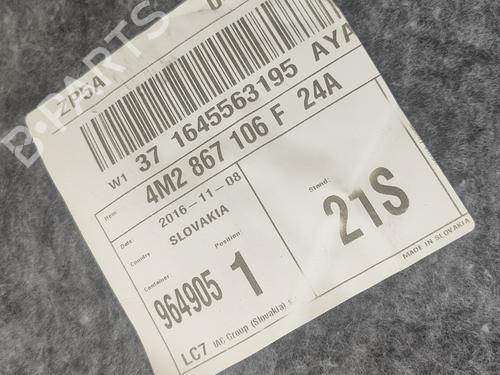 ZP5A
W1 37 1645563195 AYA
Item: 4M2 867 106 F 24A
Date 2016-11-08
Country SLOVAKIA
Container: 964905
Position: 1
Stand: 21S
LC7 IAC Group (Slovakia)
MADE IN SLOVAKIA
B-PARTS